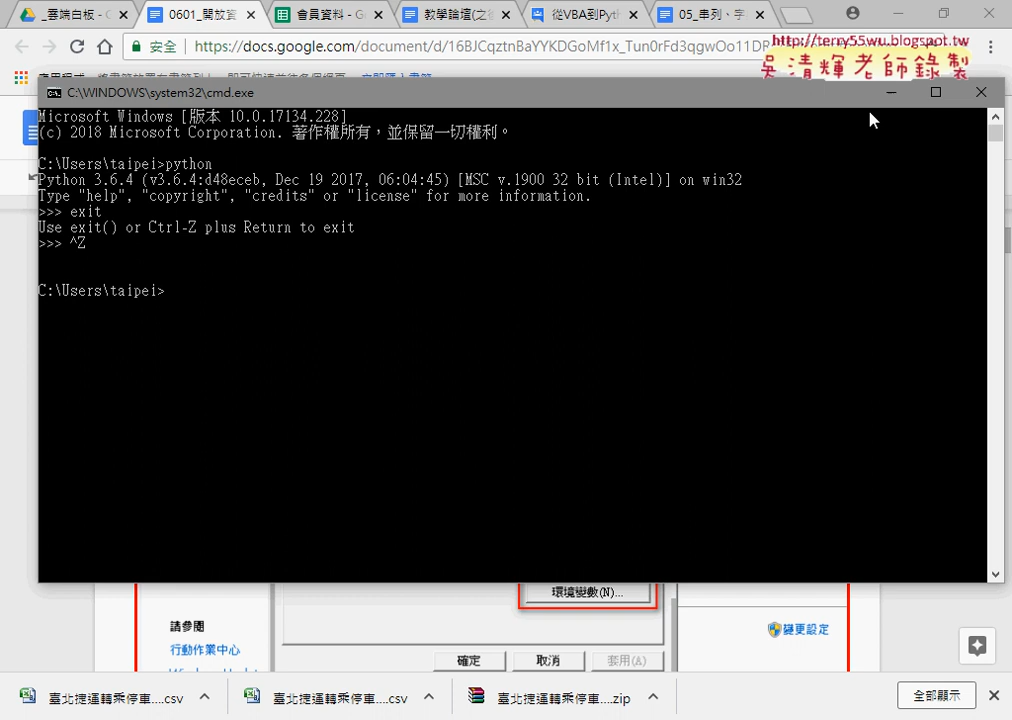 _雲端白板 - G
0601_開放資
會員資料 - G
教學論壇(之
從VBA到Pyth
05_串列、字
安全
https://docs.google.com/document/d/16BJCqztnBaYYKDGoMf1x_Tun0rFd3qgwOo11DR
http://terry55wu.blogspot.tw
吳清輝老師錄製
C:\WINDOWS\system32\cmd.exe
Microsoft Windows [版本 10.0.17134.228]
(c) 2018 Microsoft Corporation. 著作權所有，並保留一切權利。
C:\Users\taipei>python
Python 3.6.4 (v3.6.4:d48eceb, Dec 19 2017, 06:04:45) [MSC v.1900 32 bit (Intel)] on win32
Type "help", "copyright", "credits" or "license" for more information.
>>> exit
Use exit() or Ctrl-Z plus Return to exit
>>> ^Z
C:\Users\taipei>
環境變數(N)...
請參閱
行動作業中心
變更設定
確定
取消
套用(A)
臺北捷運轉乘停車....csv
臺北捷運轉乘停車....csv
臺北捷運轉乘停車....zip
全部顯示